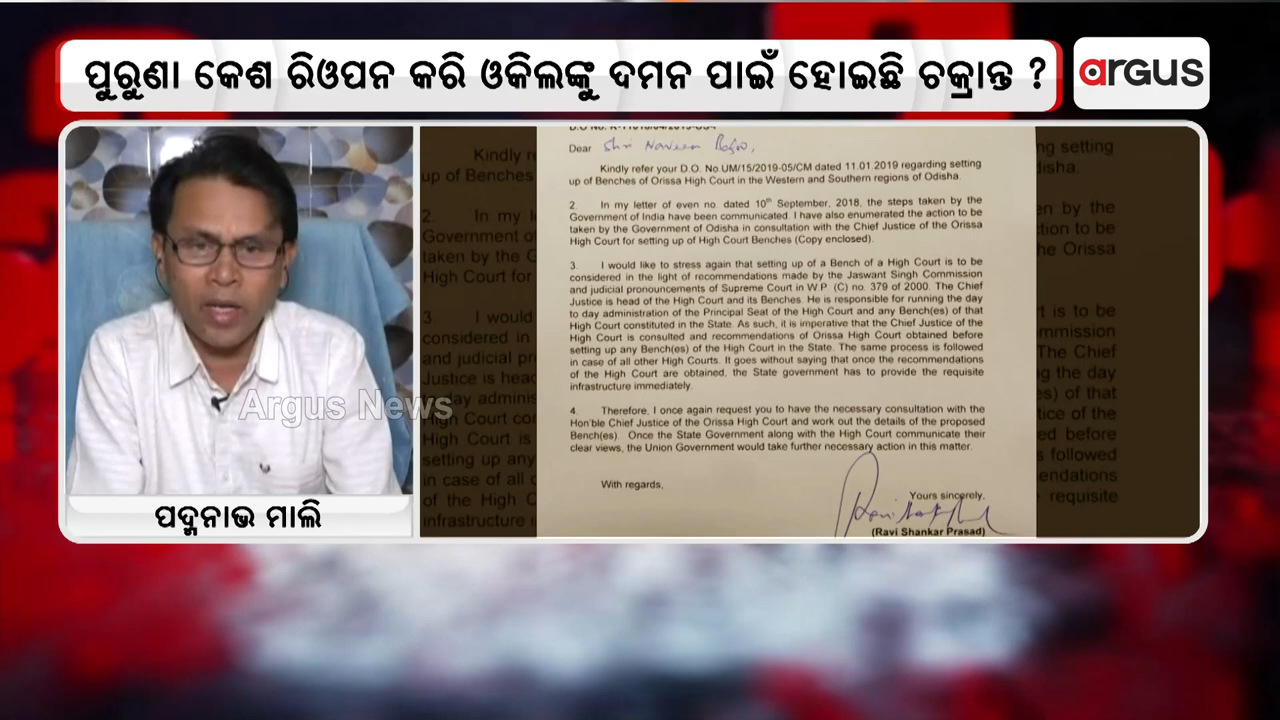 ପୁରୁଣା କେଶ ରିଓପନ କରି ଓକିଲଙ୍କୁ ଦମନ ପାଇଁ ହୋଇଛି ଚକ୍ରାନ୍ତ ?
argus
Dear Shri Naveen
Kindly refer your D.O. No.UM/15/2019-05/CM dated 11.01 2019 regarding setting
up of Benches of Orissa High Court in the Western and Southern regions of Odisha.
2. In my letter of even no. dated 10th September, 2018, the steps taken by the
Government of India have been communicated. I have also enumerated the action to be
taken by the Government of Odisha in consultation with the Chief Justice of the Orissa
High Court for setting up of High Court Benches (Copy enclosed).
3. I would like to stress again that setting up of a Bench of a High Court is to be
considered in the light of recommendations made by the Jaswant Singh Commission
and judicial pronouncements of Supreme Court in W.P. (C) no. 379 of 2000. The Chief
Justice is head of the High Court and its Benches. He is responsible for running the day
to day administration of the Principal Seat of the High Court and any Bench(es) of that
High Court constituted in the State. As such, it is imperative that the Chief Justice of the
High Court is consulted and recommendations of Orissa High Court obtained before
setting up any Bench(es) of the High Court in the State. The same process is followed
in case of all other High Courts. It goes without saying that once the recommendations
of the High Court are obtained, the State government has to provide the requisite
infrastructure immediately.
4. Therefore, I once again request you to have the necessary consultation with the
Hon'ble Chief Justice of the Orissa High Court and work out the details of the proposed
Bench(es). Once the State Government along with the High Court communicate their
clear views, the Union Government would take further necessary action in this matter.
With regards,
Yours sincerely,
(Ravi Shankar Prasad)
Argus News
ପଦ୍ମନାଭ ମାଲି